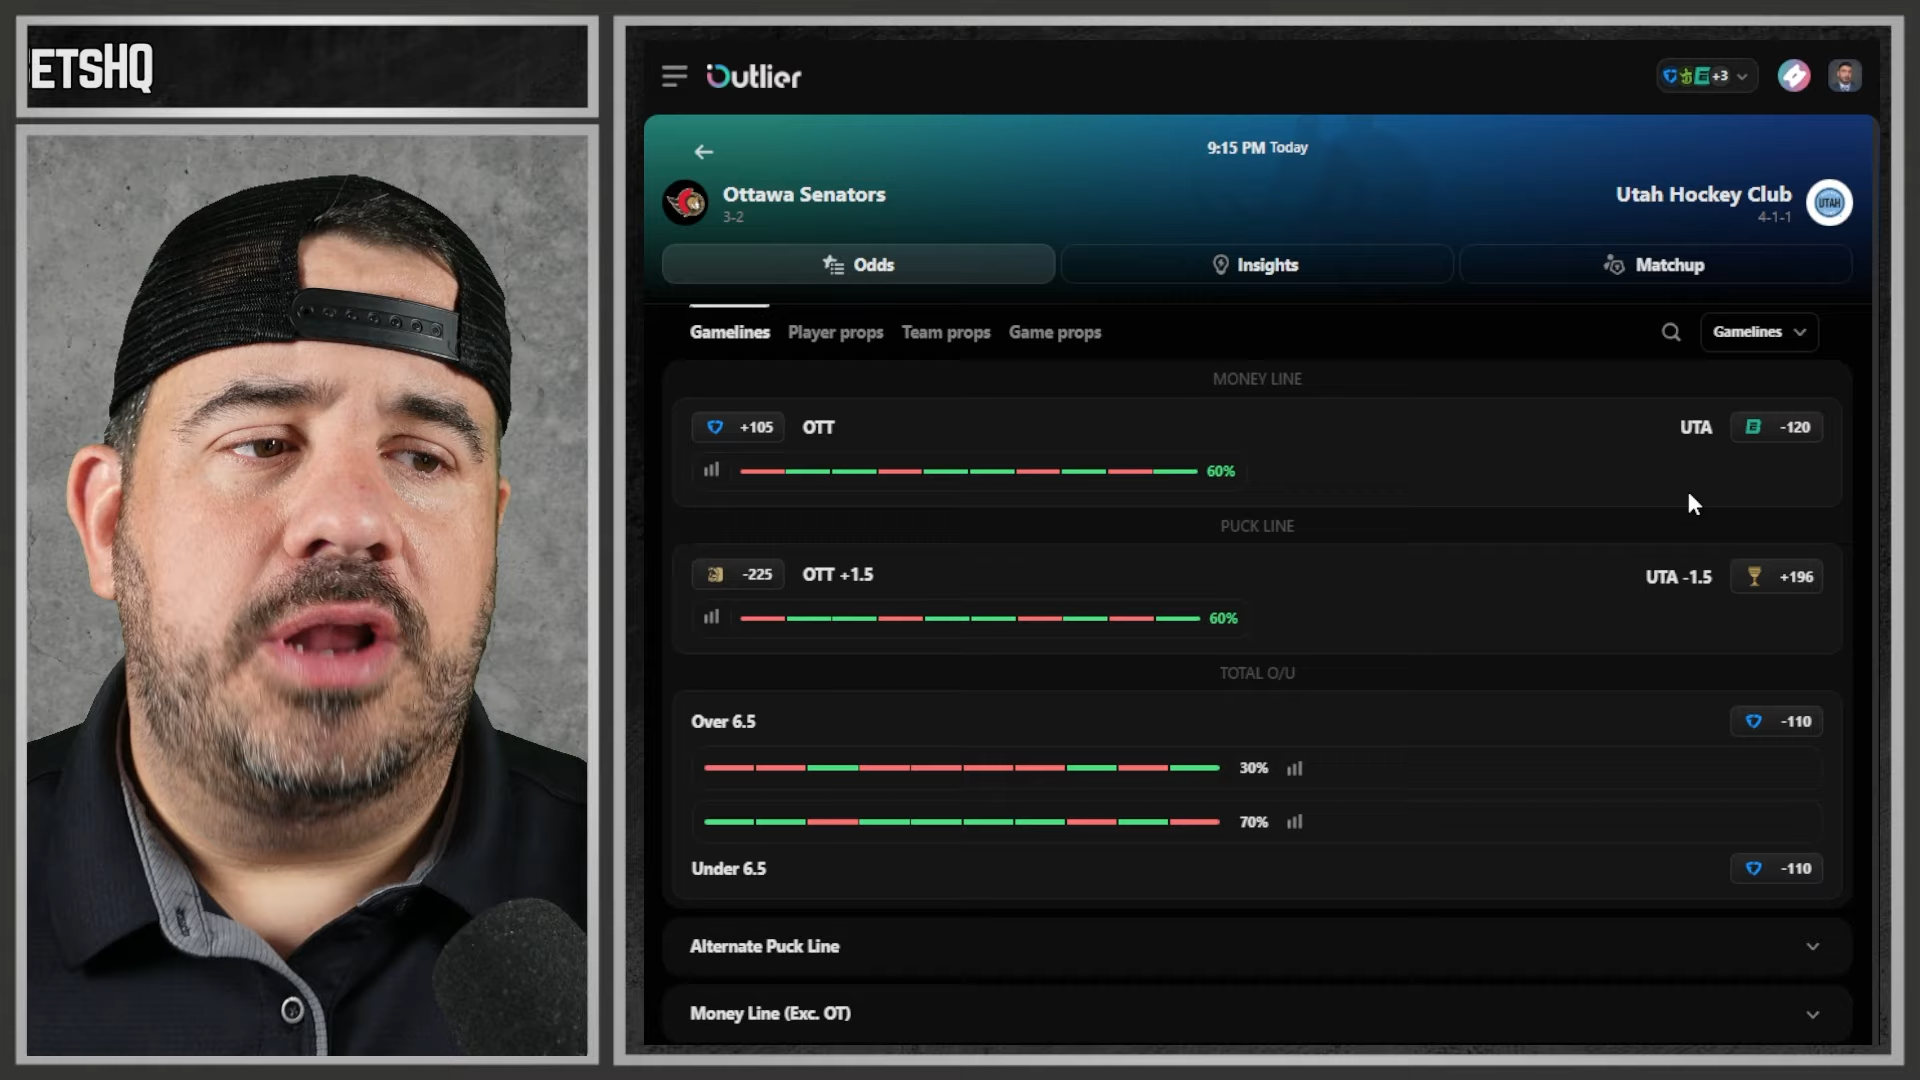 ETSHQ
Outlier
+3
9:15 PM Today
Ottawa Senators
3-2
Utah Hockey Club
4-1-1
UTAH
Odds
Insights
Matchup
Gamelines
Player props
Team props
Game props
Gamelines
MONEY LINE
+105
OTT
UTA
-120
60%
PUCK LINE
-225
OTT +1.5
UTA -1.5
+196
60%
TOTAL O/U
Over 6.5
-110
30%
70%
Under 6.5
-110
Alternate Puck Line
Money Line (Exc. OT)